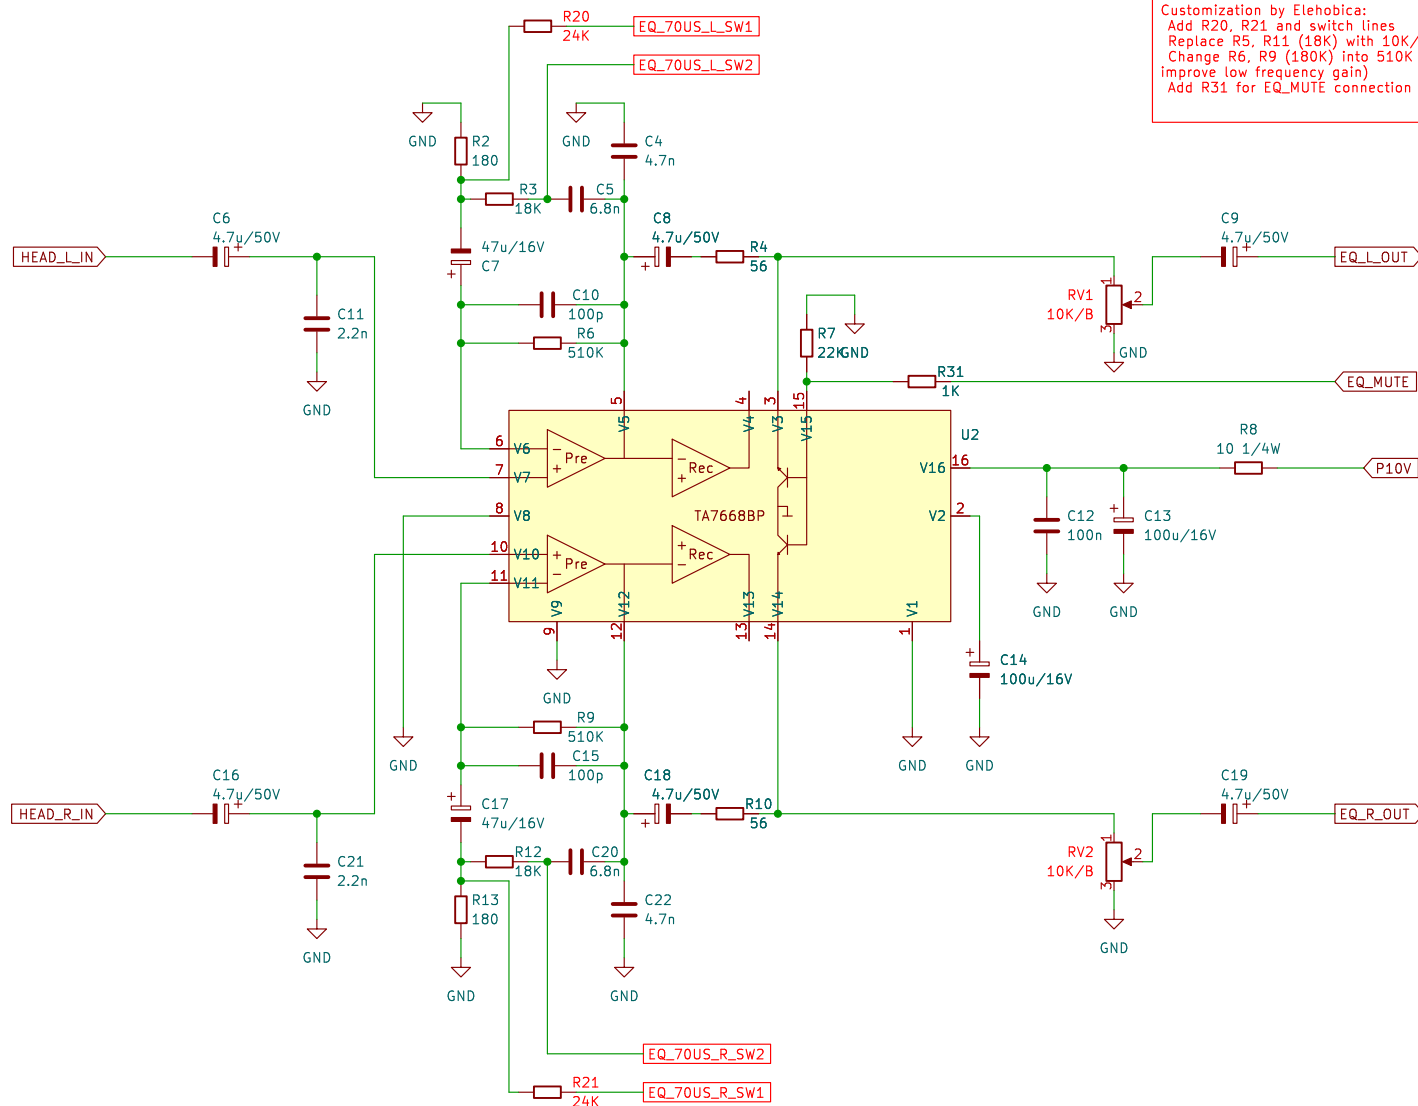 Customization by Elehobica:
Add R20, R21 and switch lines
Replace R5, R11 (18K) with 10K/
Change R6, R9 (180K) into 510K
improve low frequency gain)
Add R31 for EQ_MUTE connection
R20
24K
EQ_70US_L_SW1
EQ_70US_L_SW2
GND
R2
180
GND
C4
4.7n
R3
18K
C5
6.8n
C6
4.7u/50V
+
HEAD_L_IN
47u/16V
C7
+
C8
4.7u/50V
+
R4
56
C9
4.7u/50V
+
EQ_L_OUT
C11
2.2n
GND
C10
100p
R6
510K
R7
22K
GND
RV1
10K/B
1
2
3
GND
R31
1K
EQ_MUTE
5
4
3
15
V5
V4
V3
V15
U2
6
V6
7
V7
8
V8
10
V10
11
V11
−
+
Pre
−
+
Rec
TA7668BP
+
−
Pre
+
−
Rec
V16
16
V2
2
R8
10 1/4W
P10V
C12
100n
GND
+
C13
100u/16V
GND
V9
V12
V13
V14
V1
9
12
13
14
1
GND
+
C14
100u/16V
GND
GND
GND
R9
510K
C15
100p
C16
4.7u/50V
+
HEAD_R_IN
+
C17
47u/16V
C18
4.7u/50V
+
R10
56
C19
4.7u/50V
+
EQ_R_OUT
C21
2.2n
GND
R12
18K
C20
6.8n
R13
180
GND
C22
4.7n
GND
RV2
10K/B
1
2
3
GND
EQ_70US_R_SW2
R21
24K
EQ_70US_R_SW1